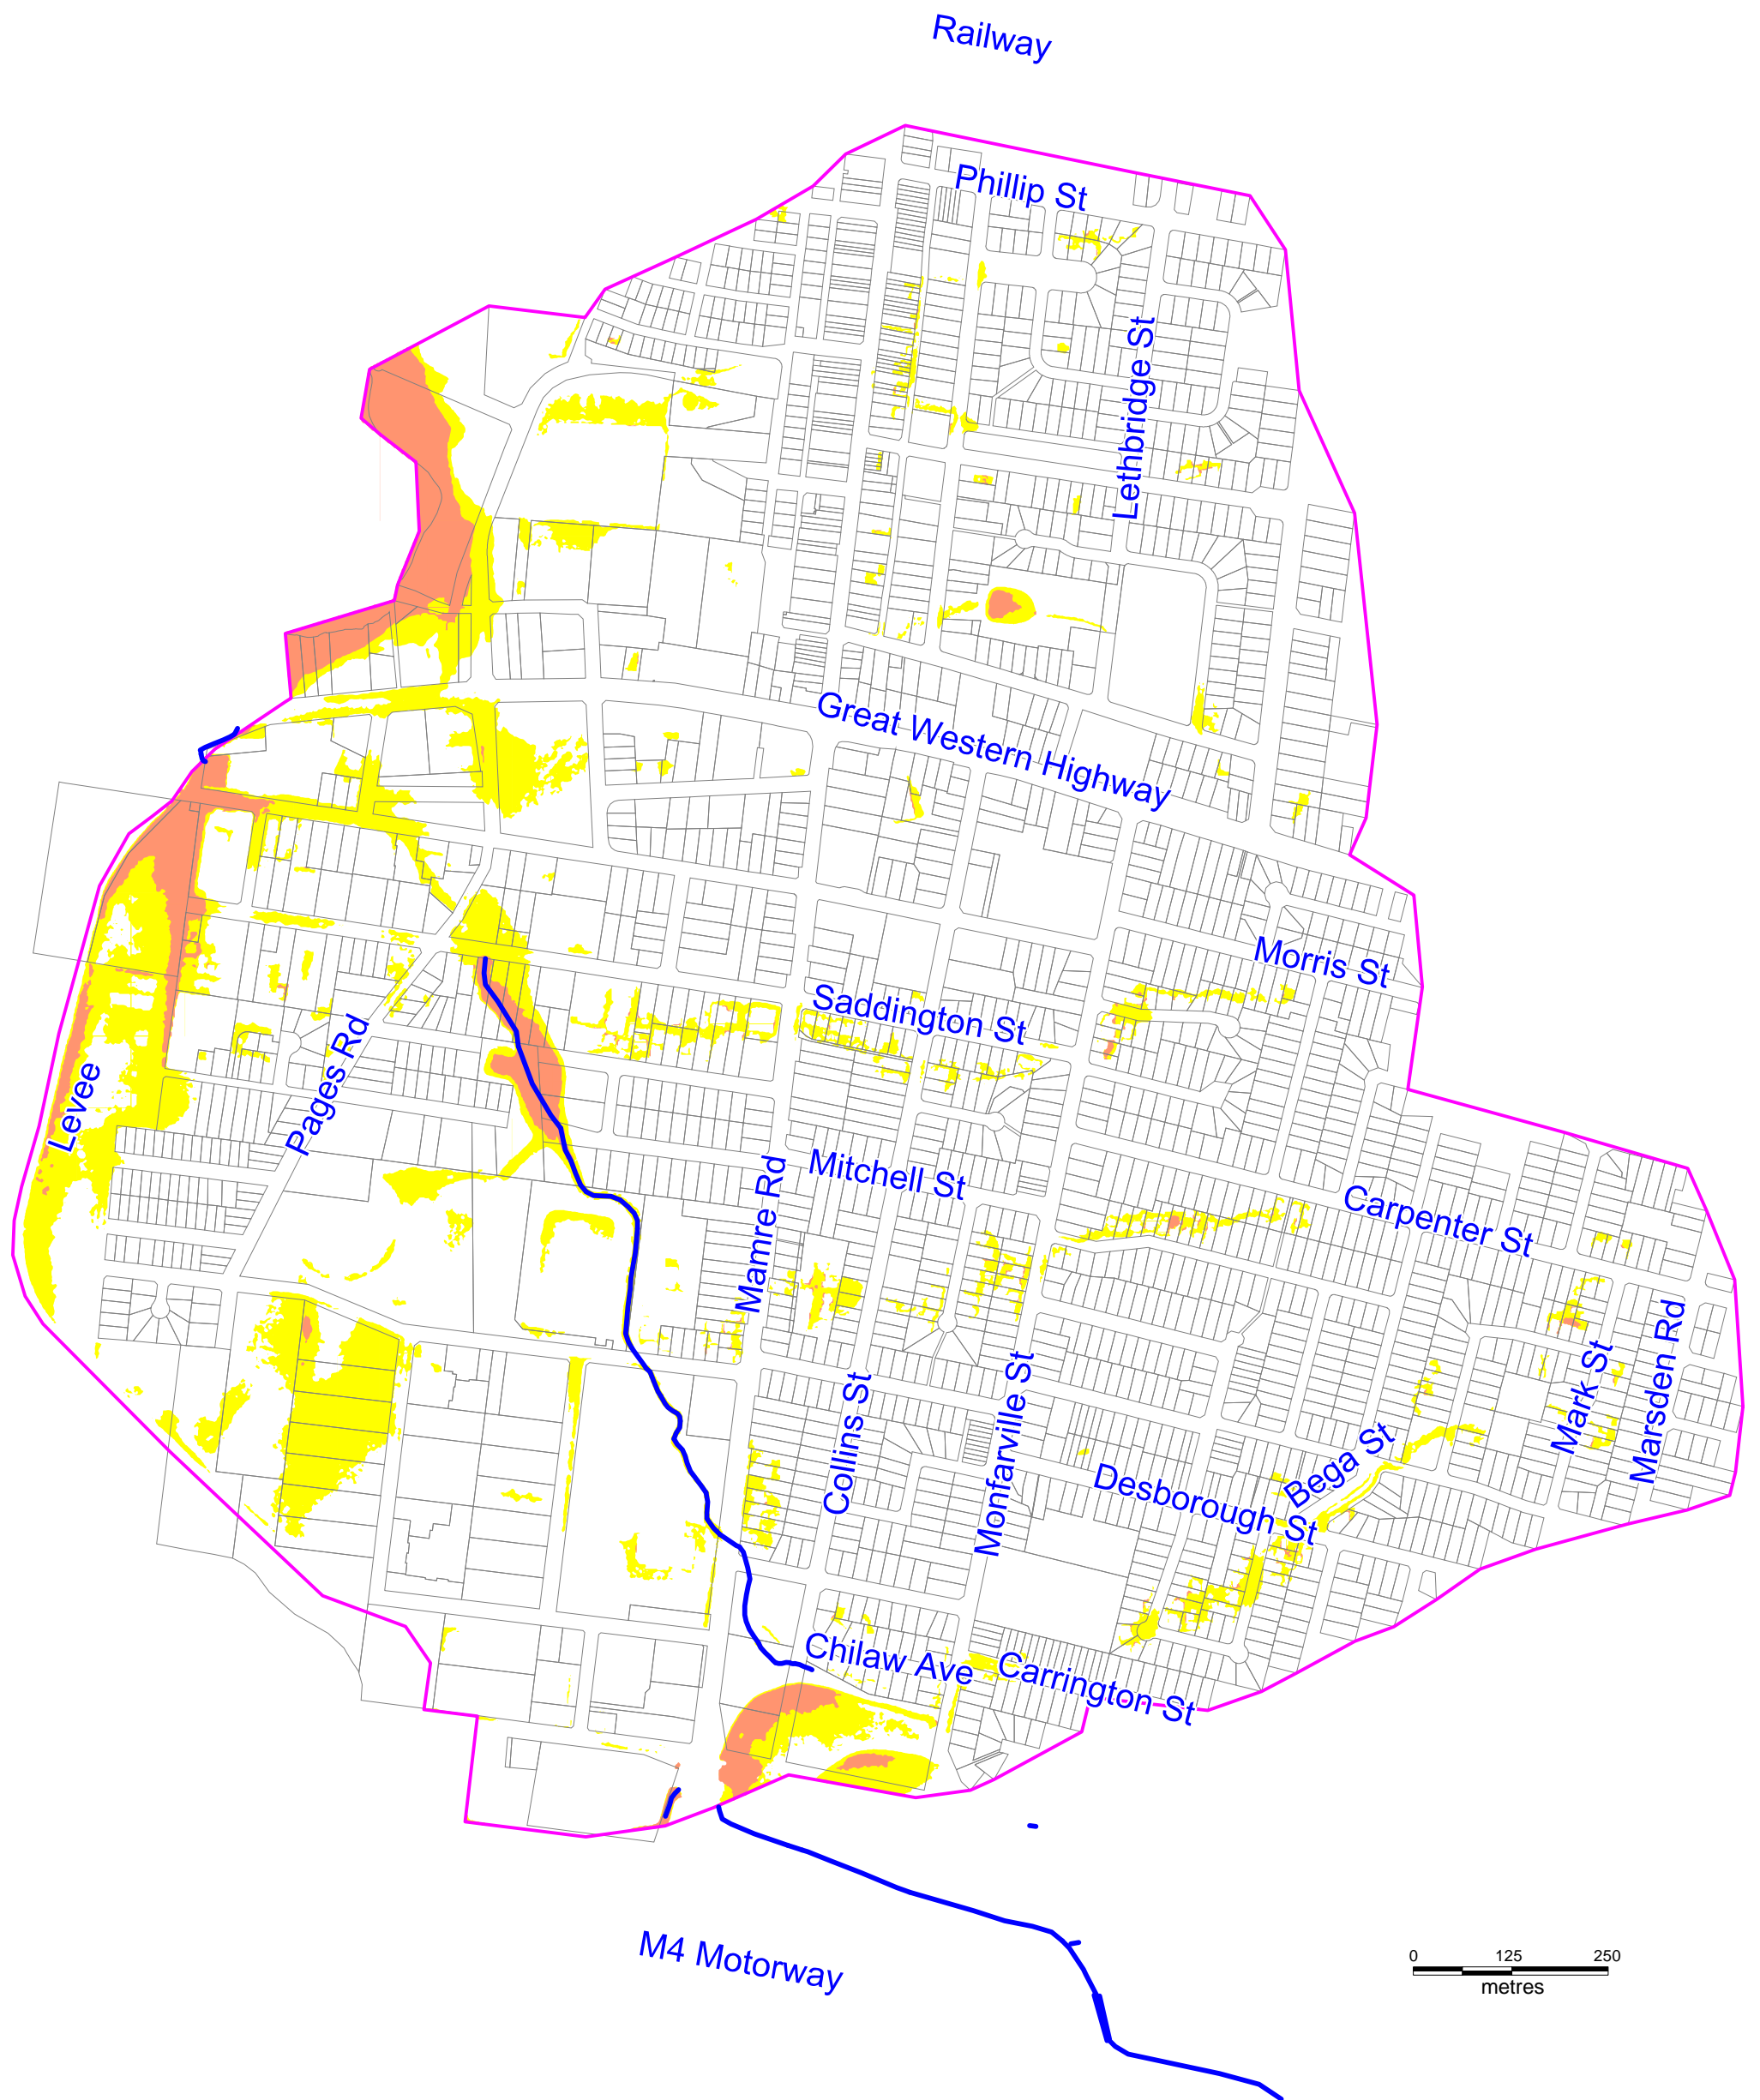 Railway
Phillip St
Lethbridge St
Great Western Highway
Morris St
Saddington St
Pages Rd
Levee
Mitchell St
Mamre Rd
Carpenter St
Mark St
Marsden Rd
Collins St
Monfarville St
Bega St
Desborough St
Chilaw Ave
Carrington St
M4 Motorway
0 125 250
metres